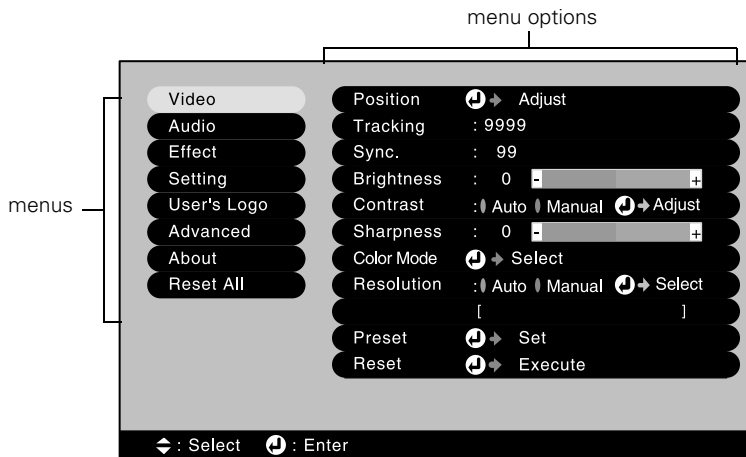 menu options
menus
Video
Audio
Effect
Setting
User's Logo
Advanced
About
Reset All
Position Adjust
Tracking : 9999
Sync. : 99
Brightness : 0 - +
Contrast : Auto Manual Adjust
Sharpness : 0 - +
Color Mode Select
Resolution : Auto Manual Select
[ ]
Preset Set
Reset Execute
: Select : Enter